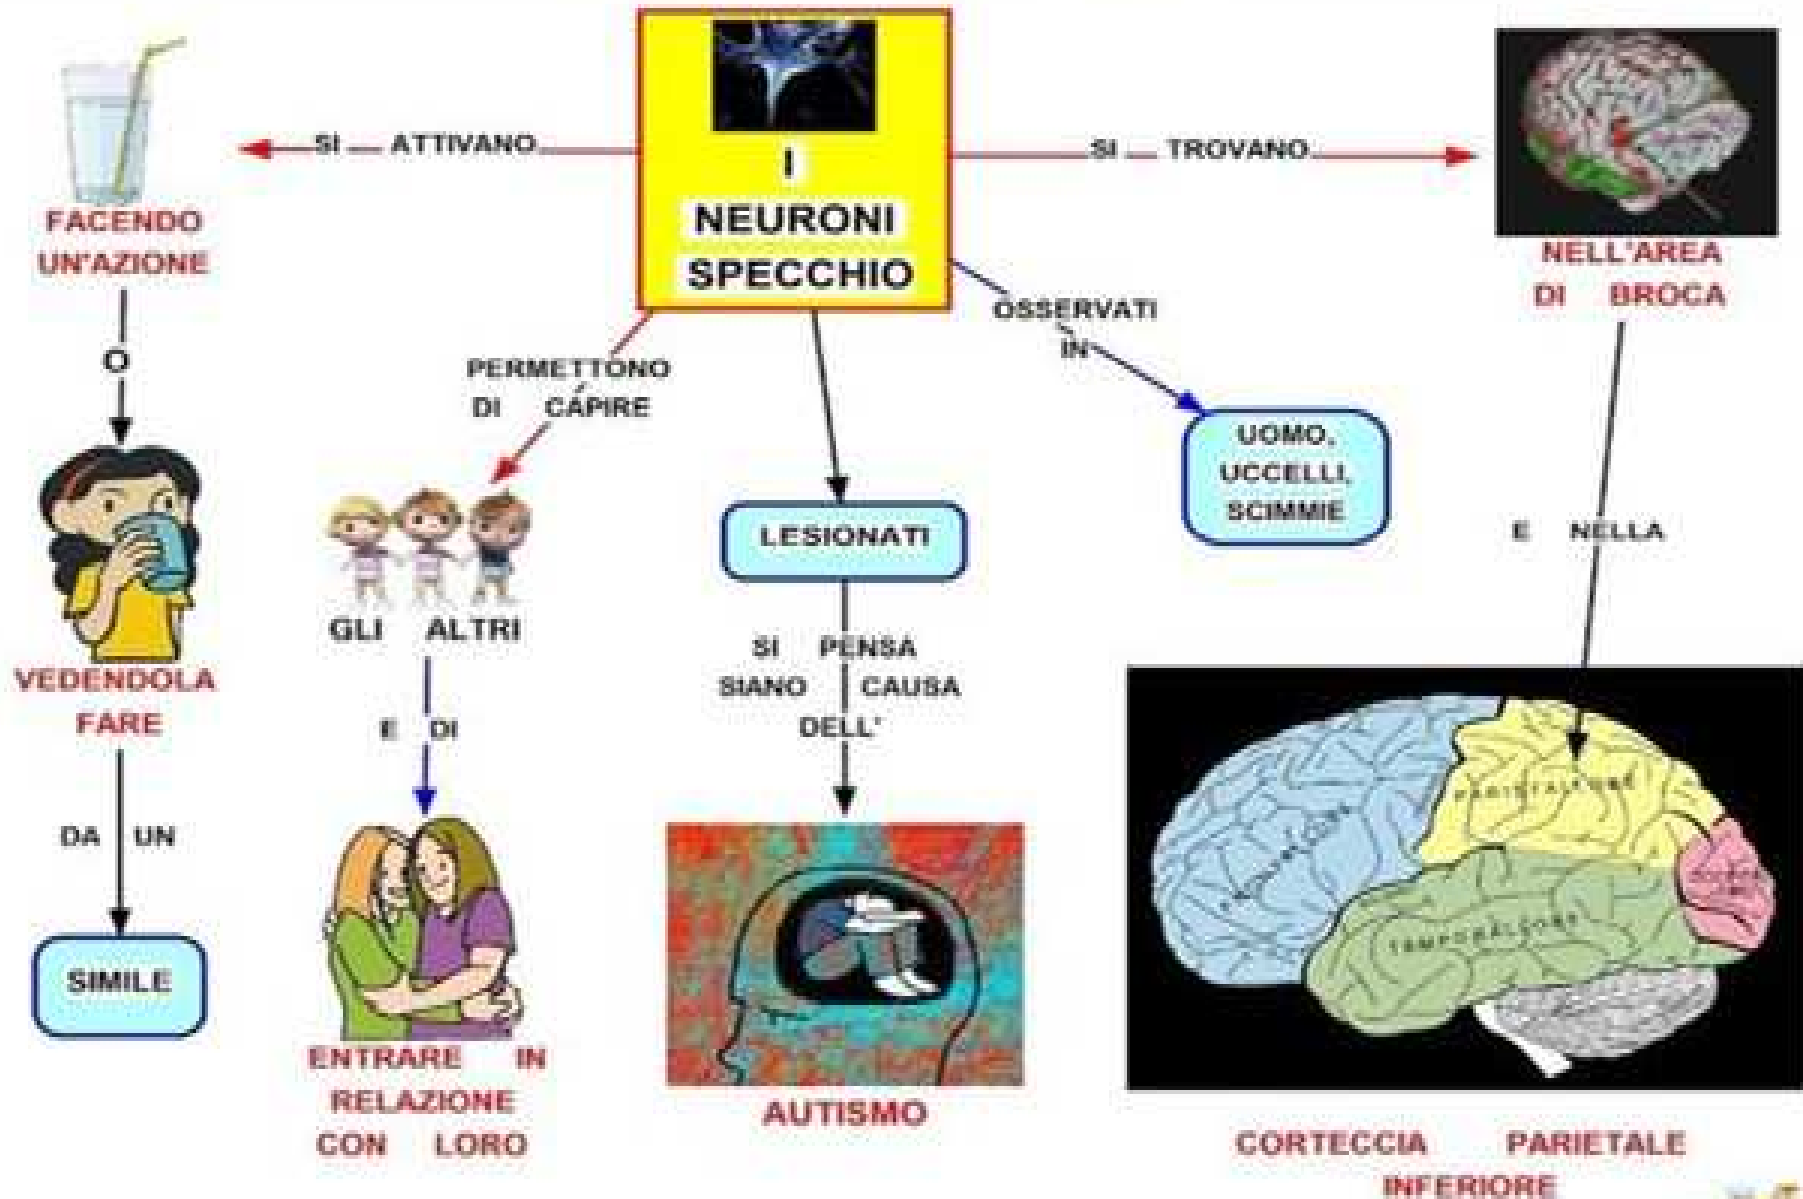 I
NEURONI
SPECCHIO
SI ATTIVANO
FACENDO
UN'AZIONE
O
VEDENDOLA
FARE
DA UN
SIMILE
PERMETTONO
DI CAPIRE
GLI ALTRI
E DI
ENTRARE IN
RELAZIONE
CON LORO
LESIONATI
SI PENSA
SIANO CAUSA
DELL'
AUTISMO
OSSERVATI
IN
UOMO,
UCCELLI,
SCIMMIE
SI TROVANO
NELL'AREA
DI BROCA
E NELLA
CORTECCIA PARIETALE
INFERIORE